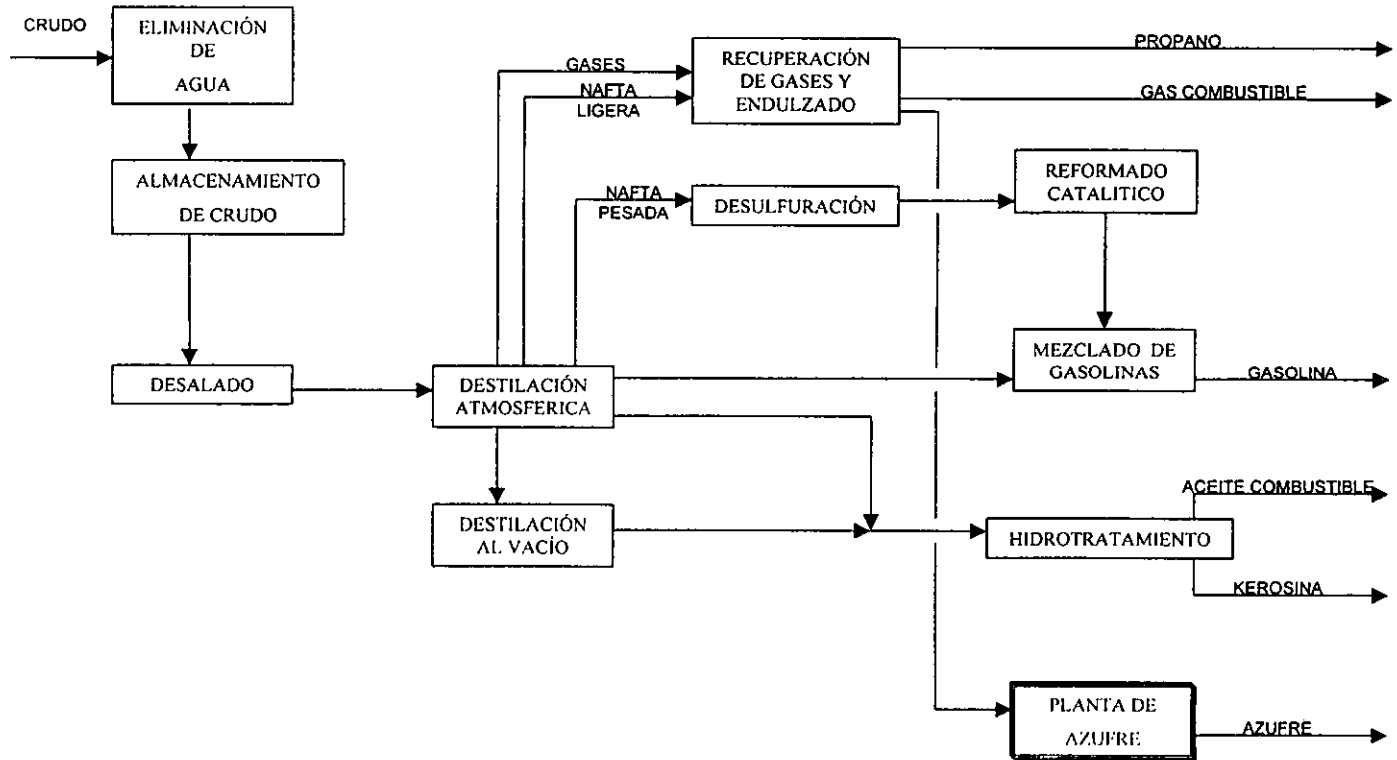 CRUDO
ELIMINACIÓN
DE
AGUA
ALMACENAMIENTO
DE CRUDO
DESALADO
DESTILACIÓN
ATMOSFERICA
DESTILACIÓN
AL VACÍO
GASES
NAFTA
LIGERA
NAFTA
PESADA
RECUPERACIÓN
DE GASES Y
ENDULZADO
DESULFURACIÓN
REFORMADO
CATALITICO
MEZCLADO DE
GASOLINAS
HIDROTRATAMIENTO
PLANTA DE
AZUFRE
PROPANO
GAS COMBUSTIBLE
GASOLINA
ACEITE COMBUSTIBLE
KEROSINA
AZUFRE